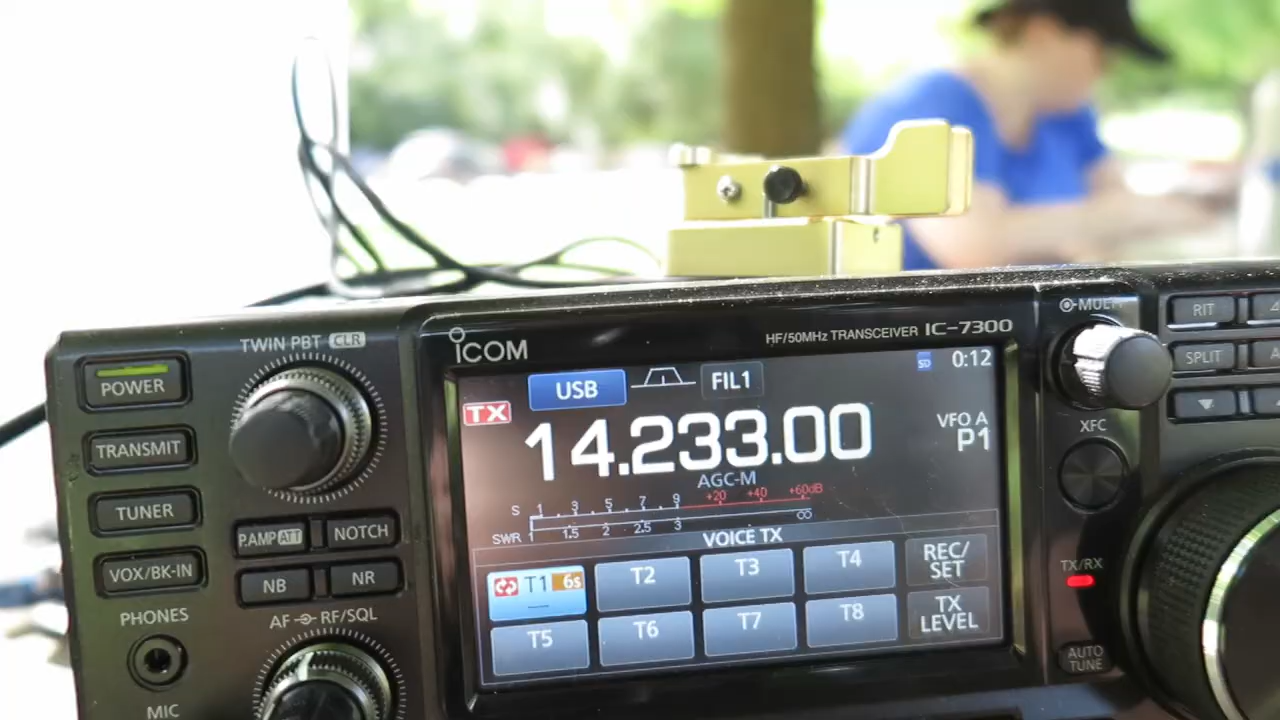 TWIN PBT CLR
POWER
TRANSMIT
TUNER
VOX/BK-IN
P.AMP ATT
NOTCH
NB
NR
PHONES
AF RF/SQL
MIC
ICOM
HF/50MHz TRANSCEIVER IC-7300
USB
FIL1
SD
0:12
TX
14.233.00
VFO A
P1
AGC-M
S 1 3 5 7 9 +20 +40 +60dB
SWR 1 1.5 2 2.5 3 ∞
VOICE TX
T1 6s
T2
T3
T4
REC/
SET
T5
T6
T7
T8
TX
LEVEL
MULTI
RIT
SPLIT
XFC
TX/RX
AUTO
TUNE